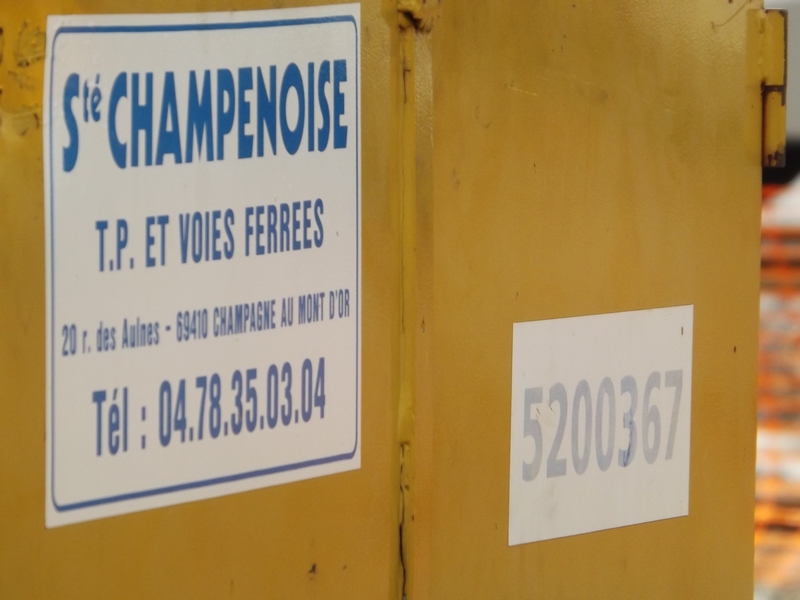 Sté CHAMPENOISE
T.P. ET VOIES FERREES
20 r. des Aulnes - 69410 CHAMPAGNE AU MONT D'OR
Tél : 04.78.35.03.04
5200367